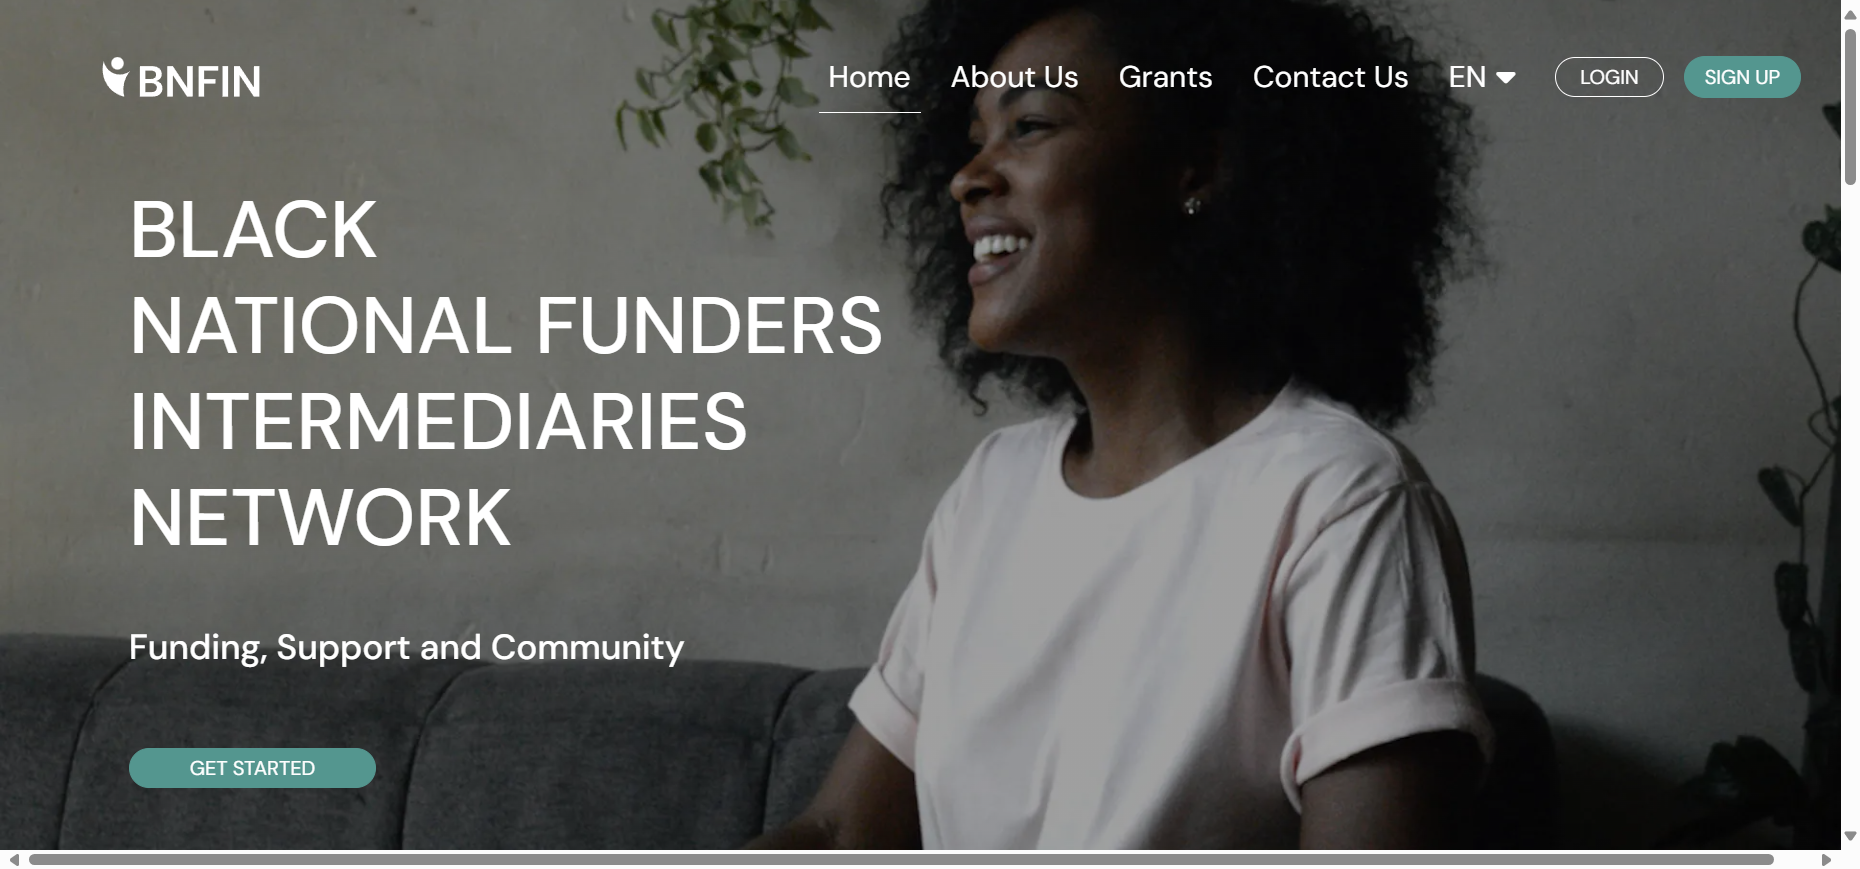 BNFIN
Home About Us Grants Contact Us EN LOGIN SIGN UP
BLACK
NATIONAL FUNDERS
INTERMEDIARIES
NETWORK
Funding, Support and Community
GET STARTED